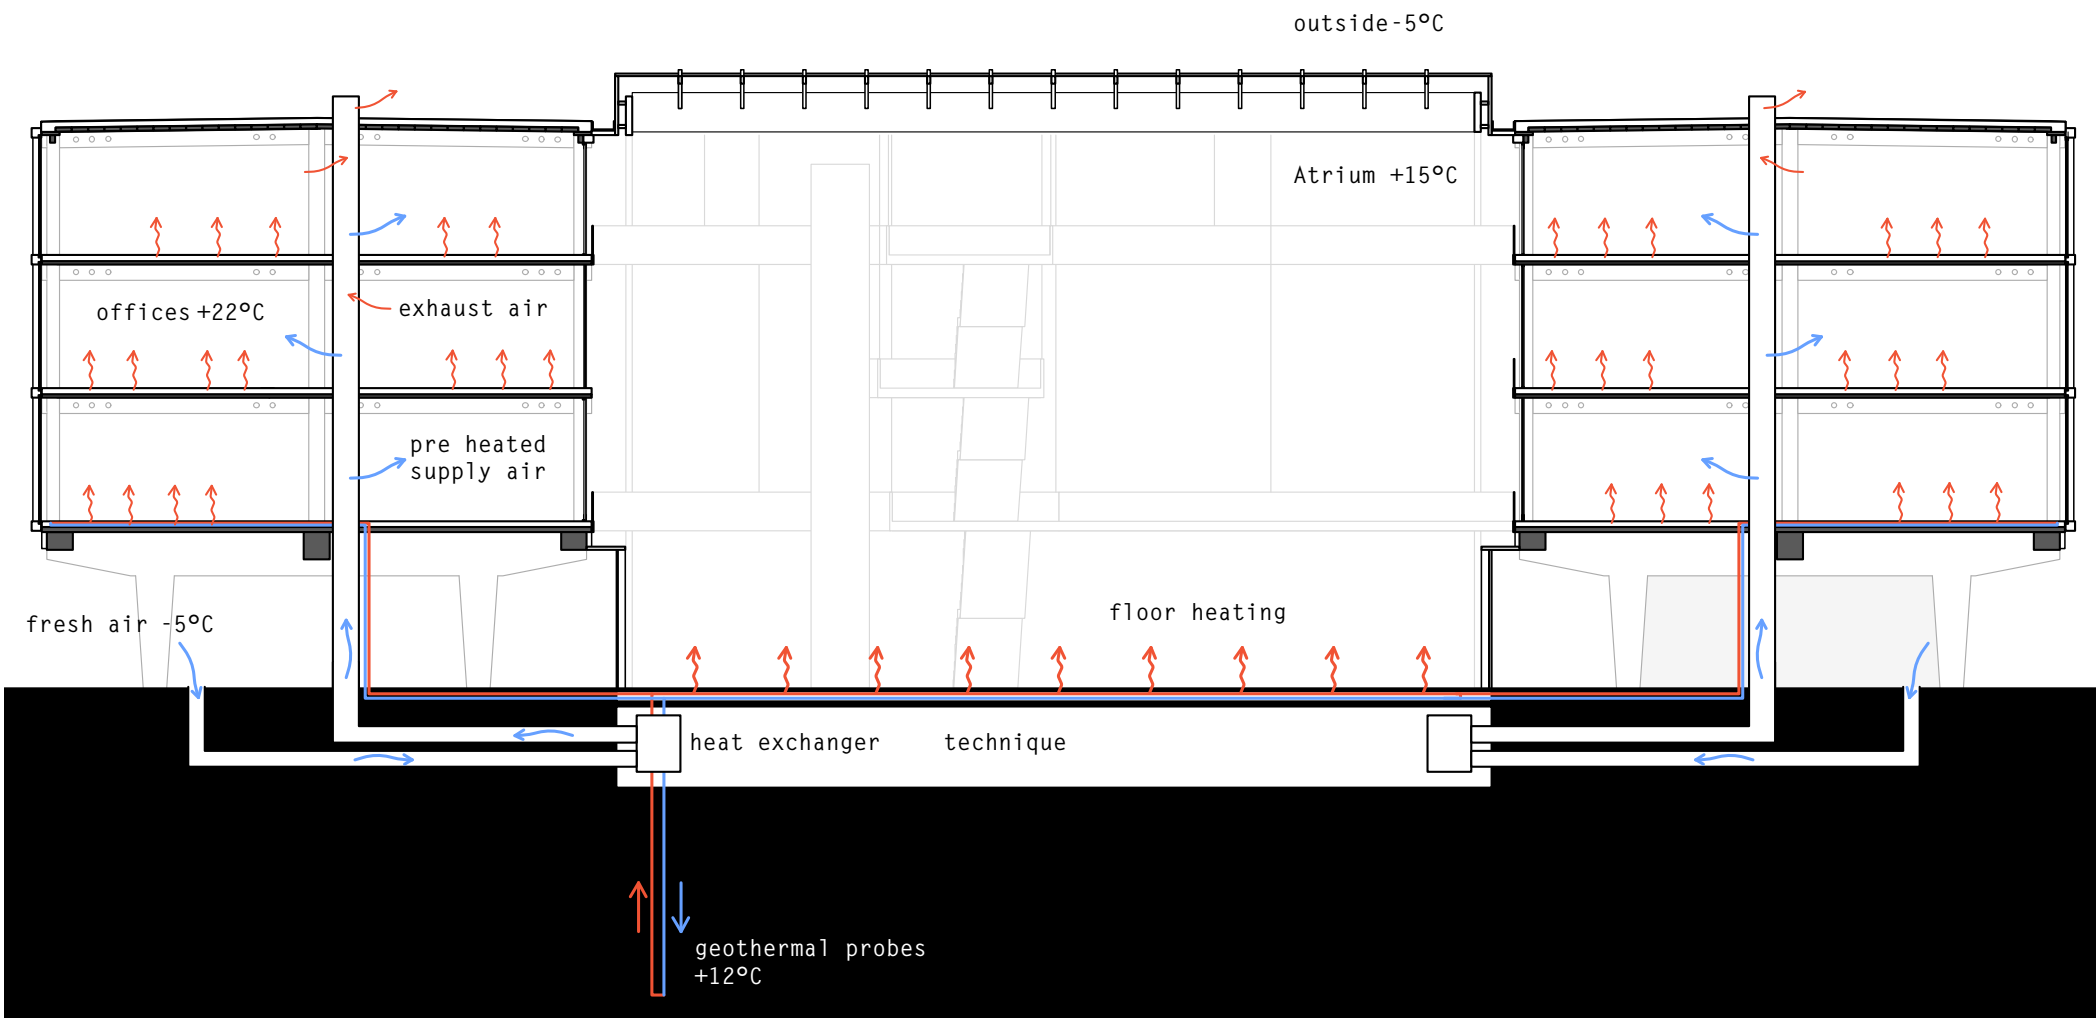 outside-5°C
Atrium +15°C
offices +22°C
exhaust air
pre heated
supply air
fresh air -5°C
floor heating
heat exchanger
technique
geothermal probes
+12°C